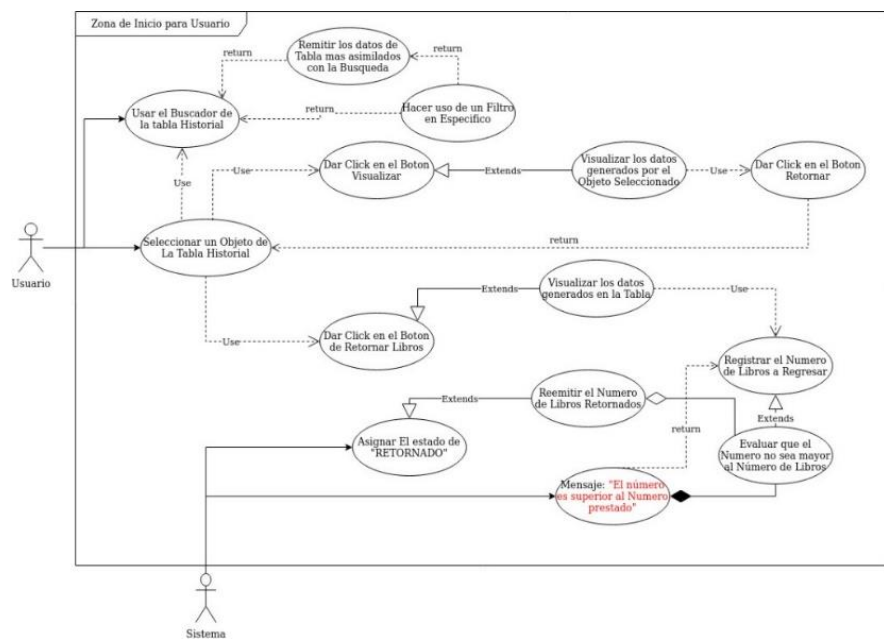 Zona de Inicio para Usuario
Remitir los datos de
Tabla mas asimilados
con la Busqueda
return
return
Usar el Buscador de
la tabla Historial
return
Hacer uso de un Filtro
en Especifico
Use
Use
Dar Click en el Boton
Visualizar
Extends
Visualizar los datos
generados por el
Objeto Seleccionado
Use
Dar Click en el Boton
Retornar
Usuario
Seleccionar un Objeto de
La Tabla Historial
return
Use
Dar Click en el Boton
de Retornar Libros
Extends
Visualizar los datos
generados en la Tabla
Use
Registrar el Numero
de Libros a Regresar
Extends
Reemitir el Numero
de Libros Retornados
return
Extends
Asignar El estado de
"RETORNADO"
Evaluar que el
Numero no sea mayor
al Número de Libros
Mensaje: "El número
es superior al Numero
prestado"
Sistema